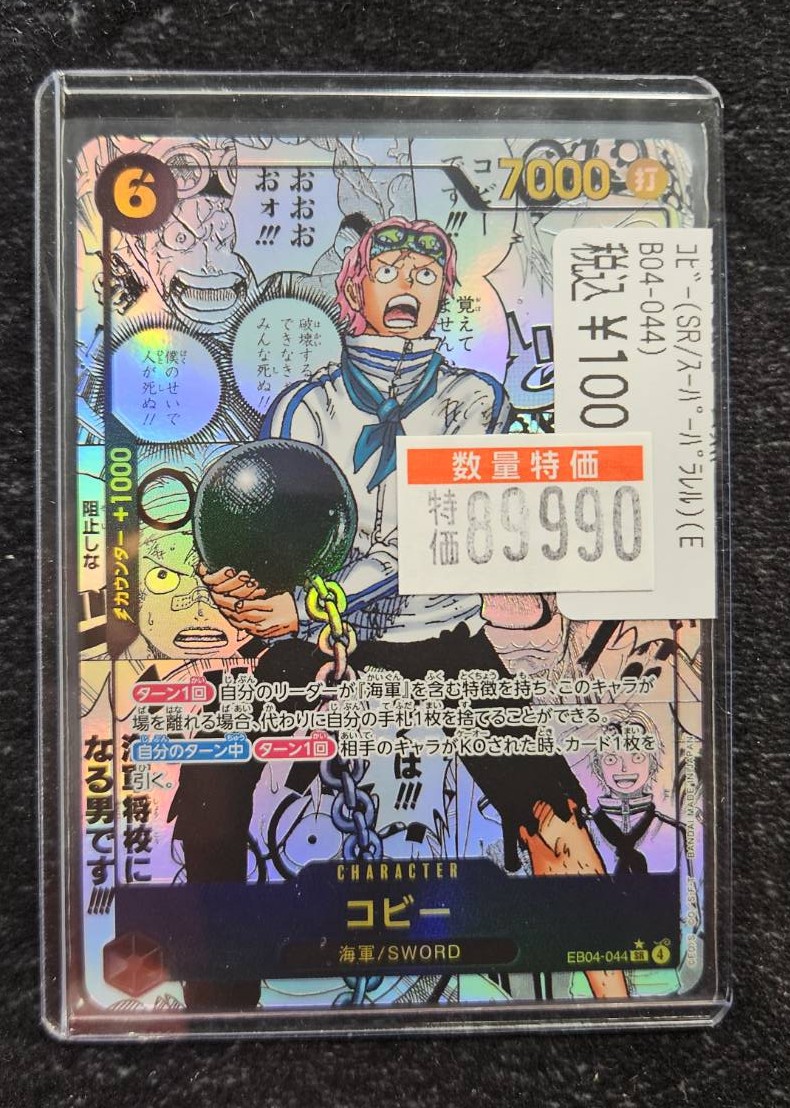 6
7000
打
コビー
です!!!
おおお
おォ!!!
覚えて
ません
破壊する
できなきゃ
みんな死ぬ!!
僕のせいで
人が死ぬ!!
コビー(SR/スーパーパラレル)(E
B04-044)
税込 ¥100
数量特価
特価 89990
カウンター +1000
阻止しな
ターン1回 自分のリーダーが『海軍』を含む特徴を持ち、このキャラが
場を離れる場合、代わりに自分の手札1枚を捨てることができる。
自分のターン中 ターン1回 相手のキャラがKOされた時、カード1枚を
引く。
は!!!
将校に
なる男です!!!!
BANDAI MADE IN JAPAN
CHARACTER
コビー
海軍/SWORD
EB04-044 SR 4